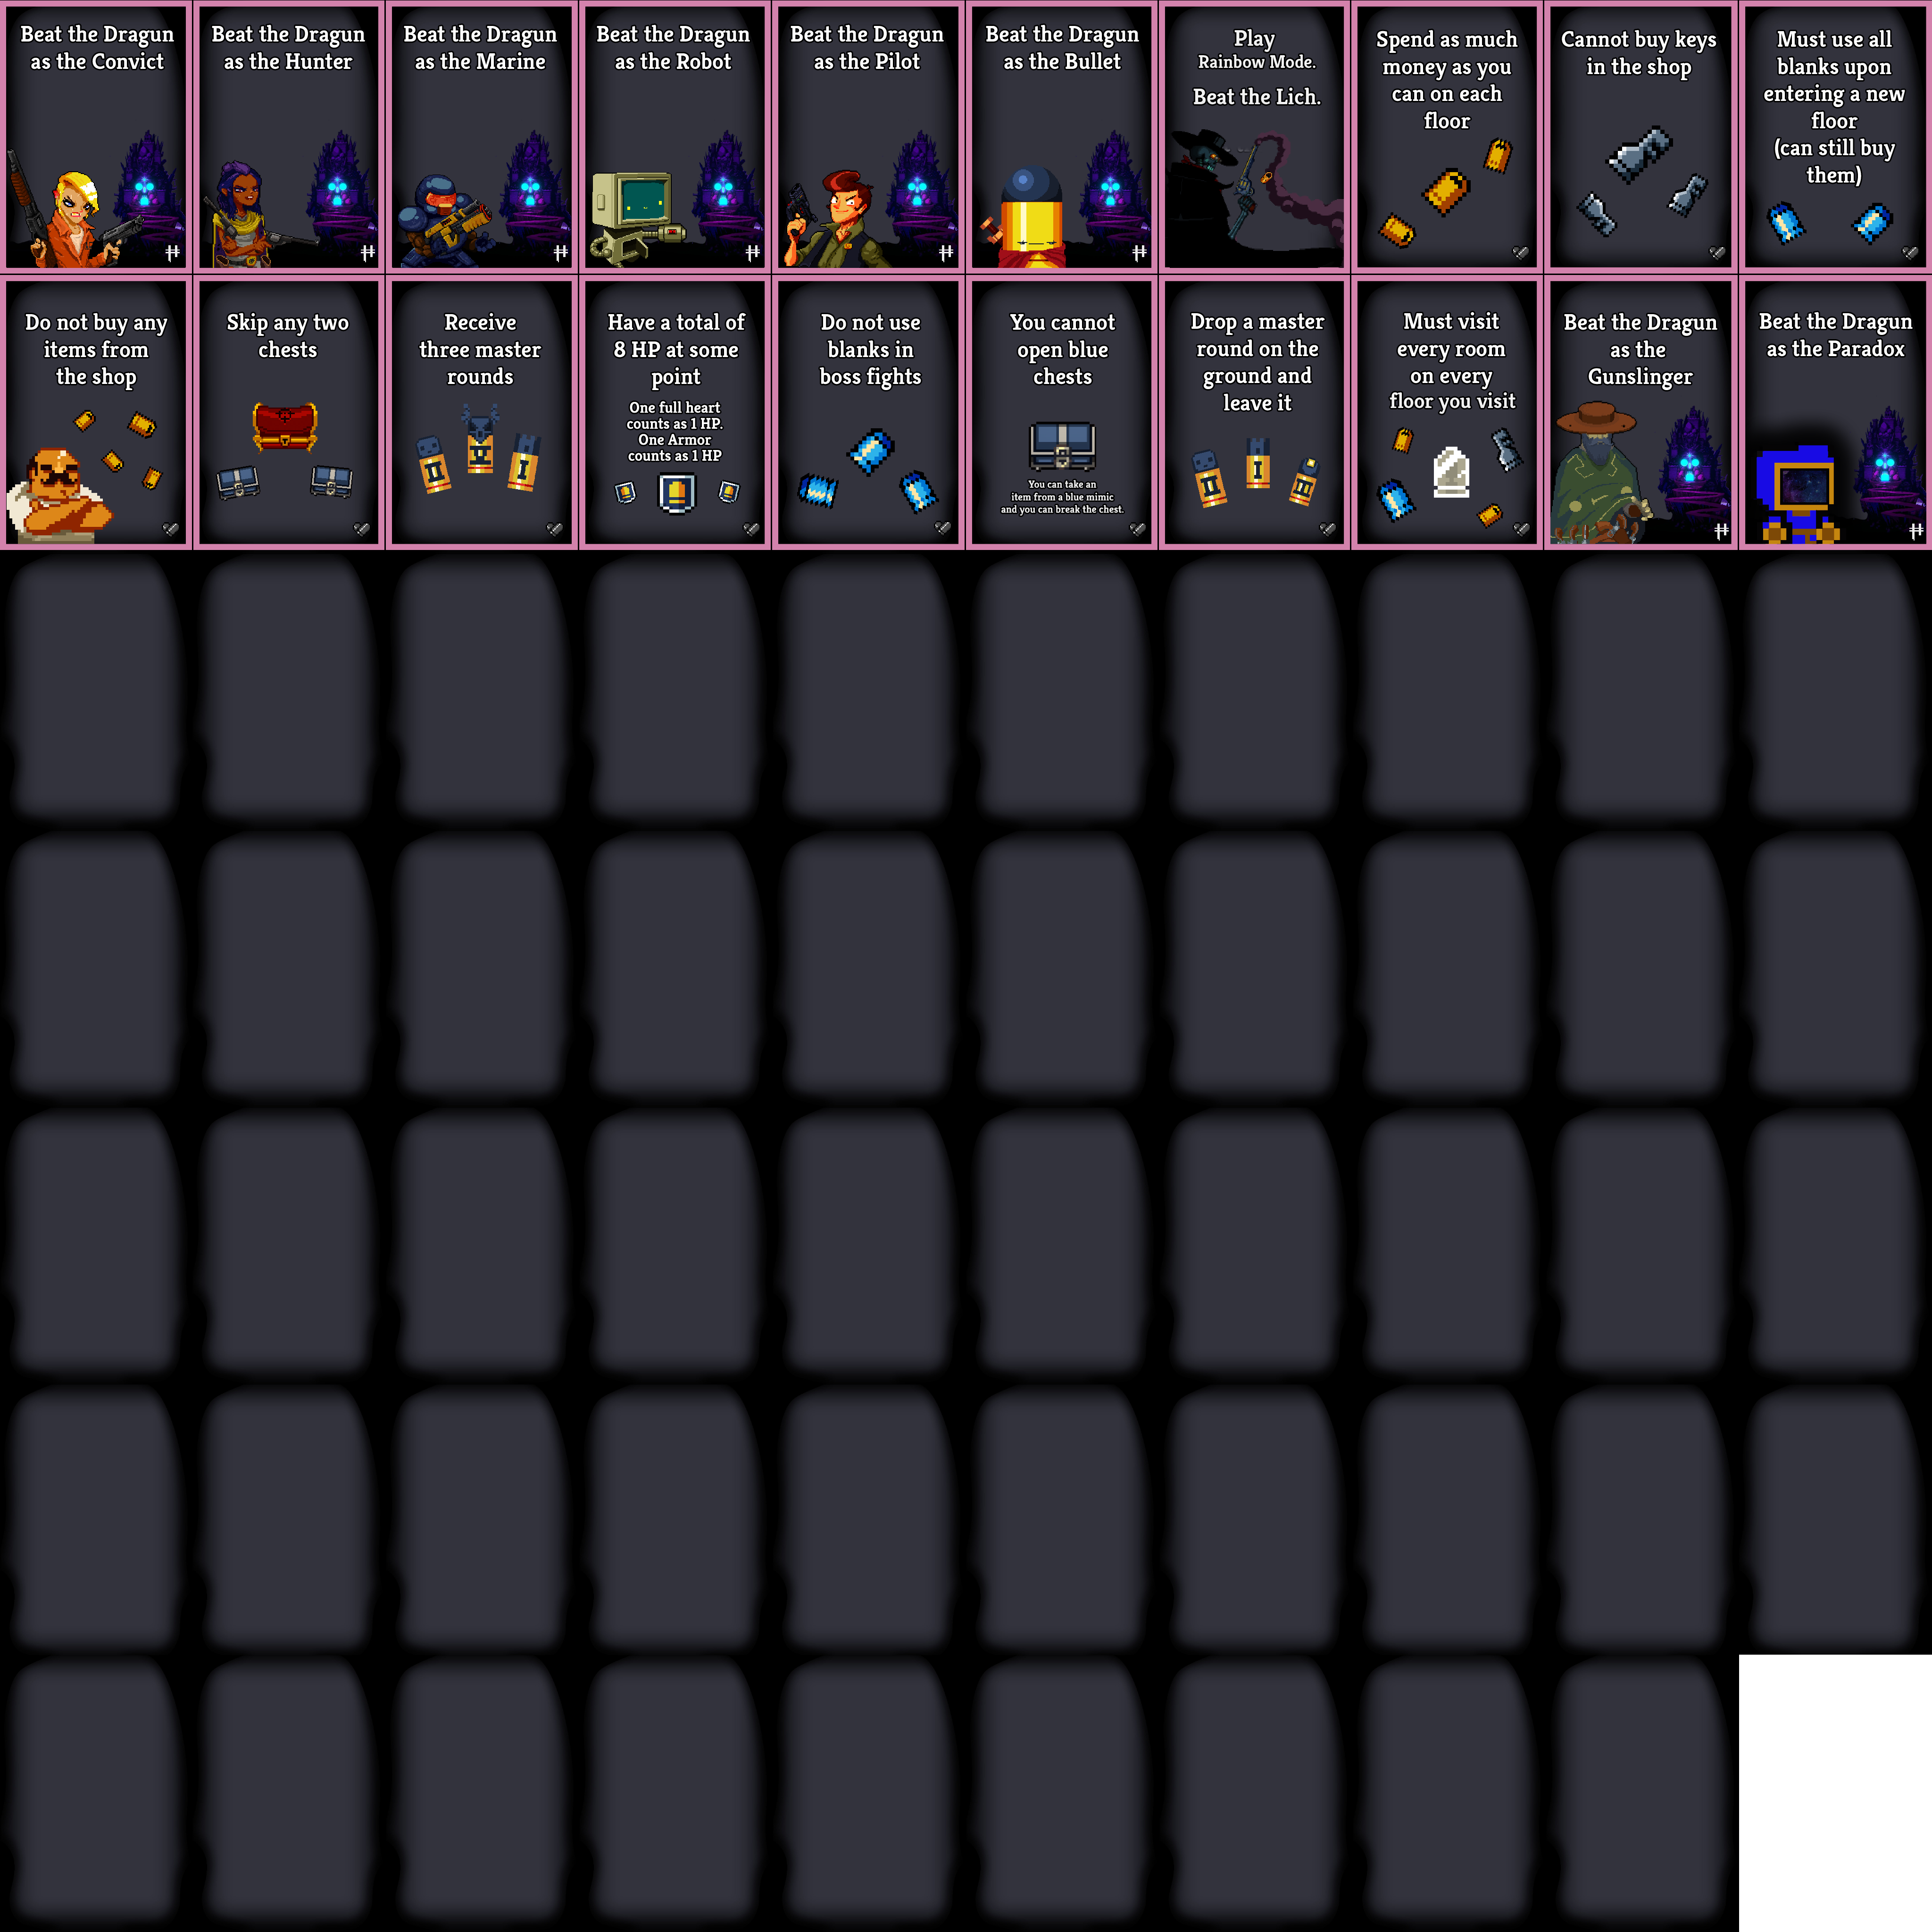 Beat the Dragun
as the Convict
Beat the Dragun
as the Hunter
Beat the Dragun
as the Marine
Beat the Dragun
as the Robot
Beat the Dragun
as the Pilot
Beat the Dragun
as the Bullet
Play
Rainbow Mode.
Beat the Lich.
Spend as much
money as you
can on each
floor
Cannot buy keys
in the shop
Must use all
blanks upon
entering a new
floor
(can still buy
them)
Do not buy any
items from
the shop
Skip any two
chests
Receive
three master
rounds
II
III
I
Have a total of
8 HP at some
point
One full heart
counts as 1 HP.
One Armor
counts as 1 HP
Do not use
blanks in
boss fights
You cannot
open blue
chests
You can take an
item from a blue mimic
and you can break the chest.
Drop a master
round on the
ground and
leave it
II
I
III
Must visit
every room
on every
floor you visit
Beat the Dragun
as the
Gunslinger
Beat the Dragun
as the Paradox